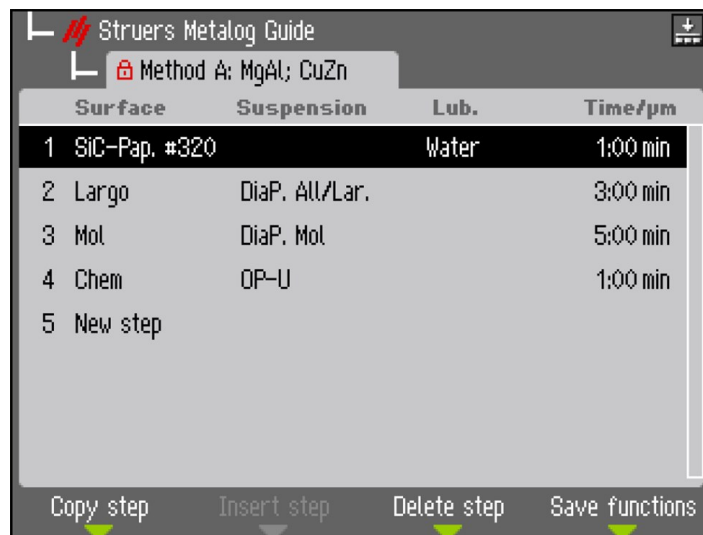 Struers Metalog Guide
Method A: MgAl; CuZn
Surface Suspension Lub. Time/µm
1 SiC-Pap. #320 Water 1:00 min
2 Largo DiaP. All/Lar. 3:00 min
3 Mol DiaP. Mol 5:00 min
4 Chem OP-U 1:00 min
5 New step
Copy step Insert step Delete step Save functions